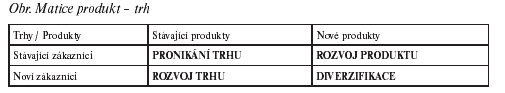 Obr. Matice produkt – trh
Trhy / Produkty Stávající produkty Nové produkty
Stávající zákazníci PRONIKÁNÍ TRHU ROZVOJ PRODUKTU
Noví zákazníci ROZVOJ TRHU DIVERZIFIKACE